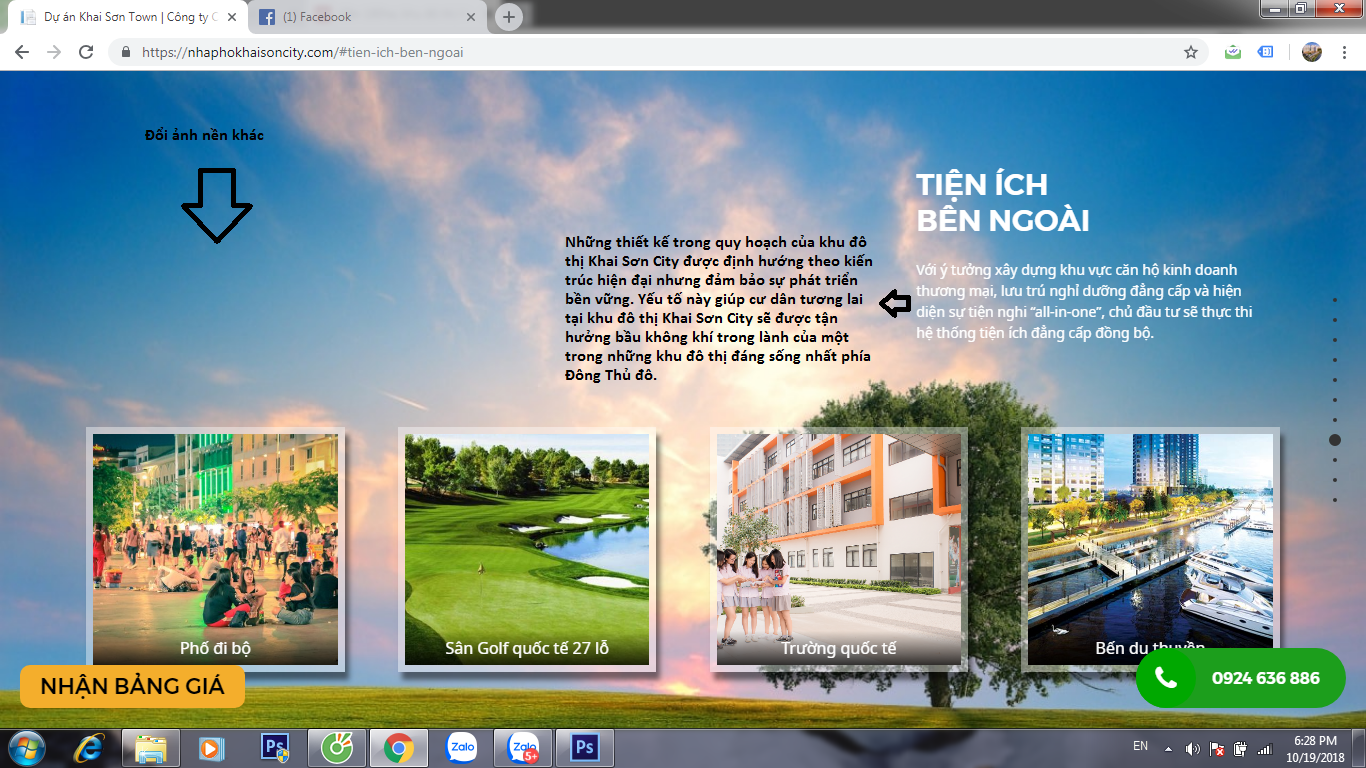 Dự án Khai Sơn Town | Công ty C
(1) Facebook
https://nhaphokhaisoncity.com/#tien-ich-ben-ngoai
Đổi ảnh nền khác
TIỆN ÍCH
BÊN NGOÀI
Những thiết kế trong quy hoạch của khu đô
thị Khai Sơn City được định hướng theo kiến
trúc hiện đại nhưng đảm bảo sự phát triển
bền vững. Yếu tố này giúp cư dân tương lai
tại khu đô thị Khai Sơn City sẽ được tận
hưởng bầu không khí trong lành của một
trong những khu đô thị đáng sống nhất phía
Đông Thủ đô.
Với ý tưởng xây dựng khu vực căn hộ kinh doanh
thương mại, lưu trú nghỉ dưỡng đẳng cấp và hiện
diện sự tiện nghi “all-in-one”, chủ đầu tư sẽ thực thi
hệ thống tiện ích đẳng cấp đồng bộ.
Phố đi bộ
Sân Golf quốc tế 27 lỗ
Trường quốc tế
Bến du thuyền
NHẬN BẢNG GIÁ
0924 636 886
Ps
Zalo
Zalo
5+
Ps
EN
6:28 PM
10/19/2018